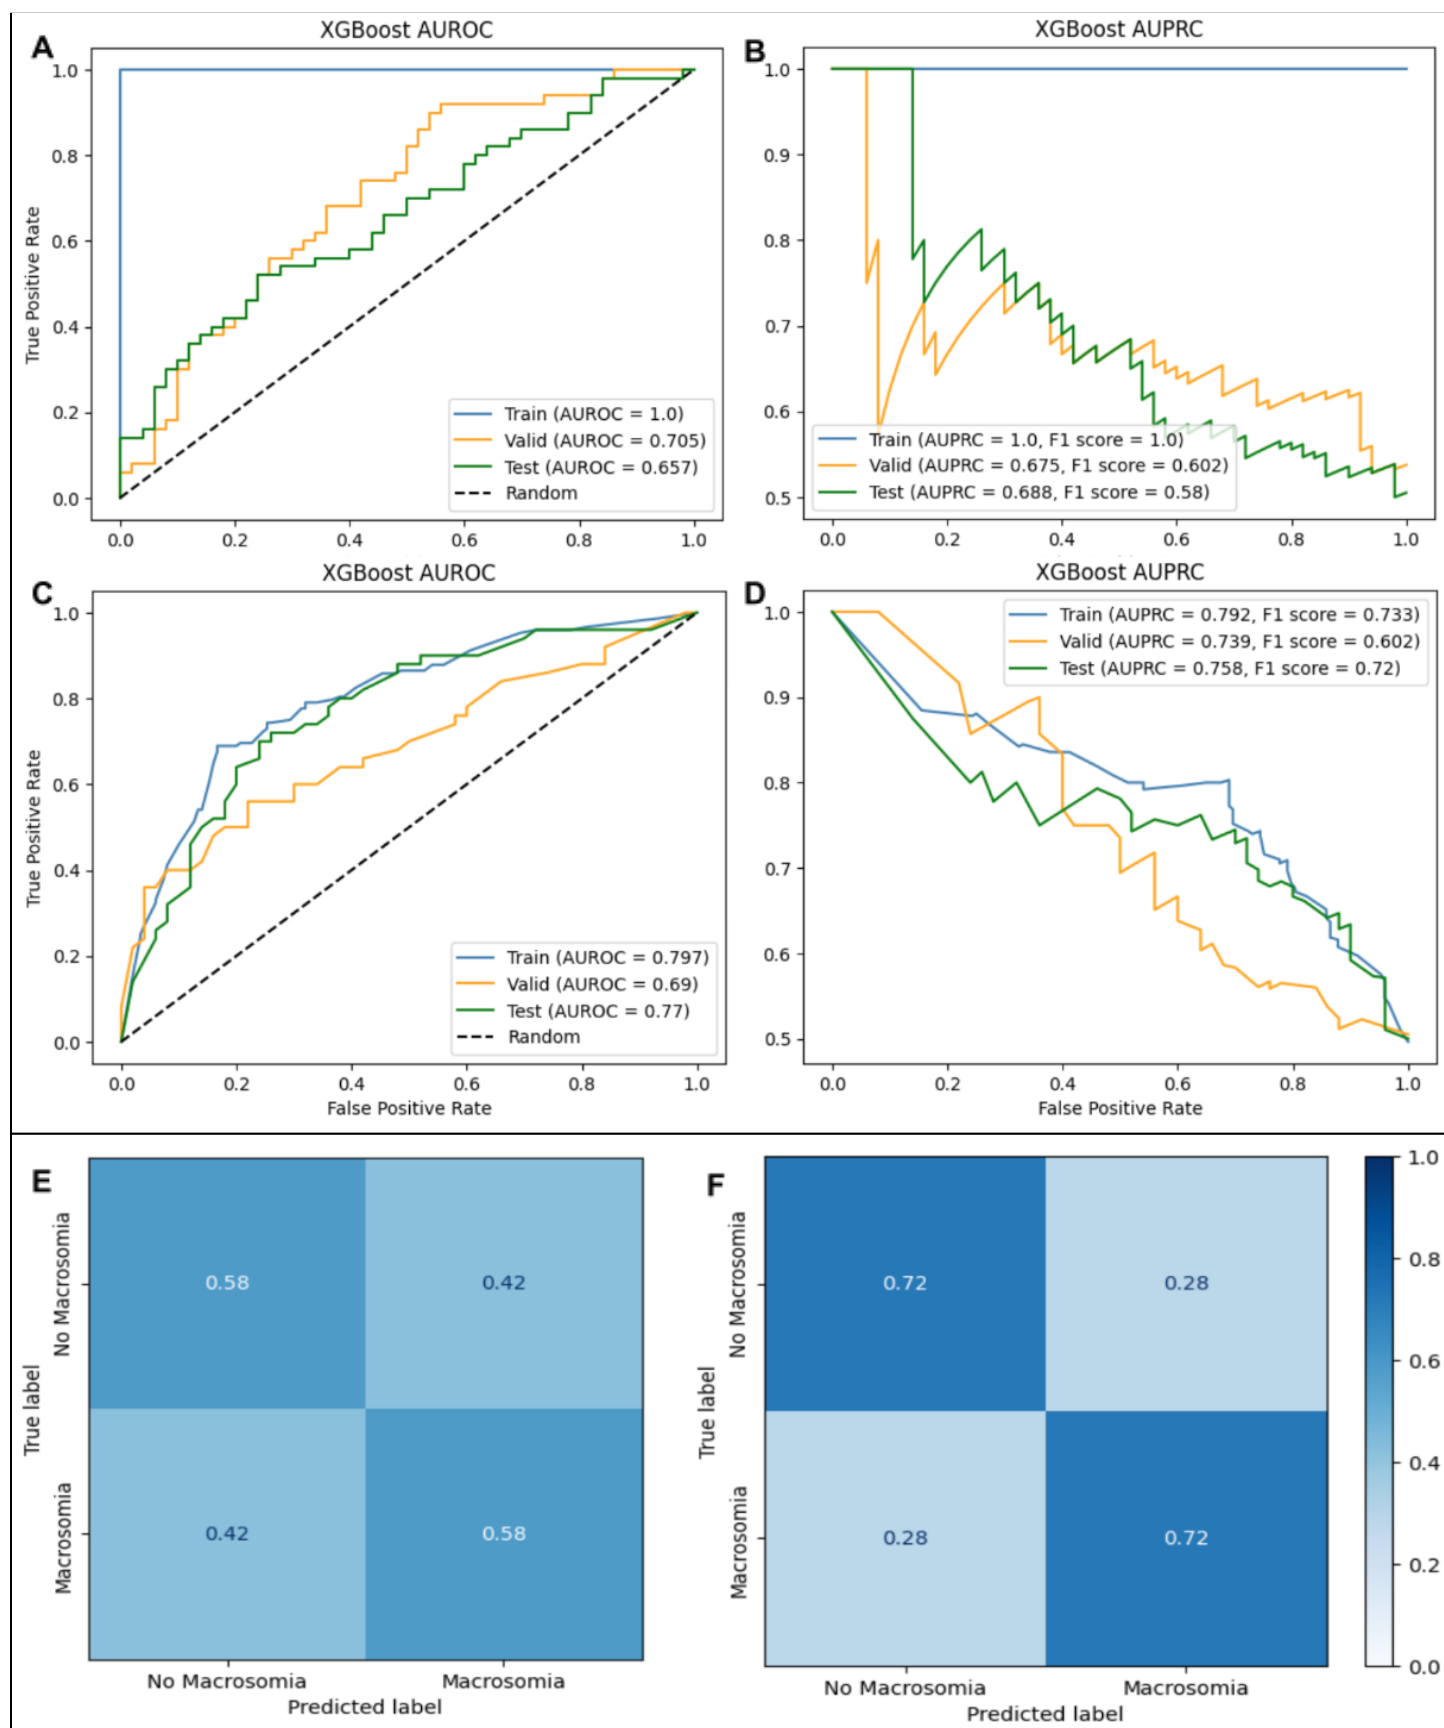 A
XGBoost AUROC
True Positive Rate
1.0
0.8
0.6
0.4
0.2
0.0
Train (AUROC = 1.0)
Valid (AUROC = 0.705)
Test (AUROC = 0.657)
Random
0.0 0.2 0.4 0.6 0.8 1.0
B
XGBoost AUPRC
1.0
0.9
0.8
0.7
0.6
0.5
Train (AUPRC = 1.0, F1 score = 1.0)
Valid (AUPRC = 0.675, F1 score = 0.602)
Test (AUPRC = 0.688, F1 score = 0.58)
0.0 0.2 0.4 0.6 0.8 1.0
C
XGBoost AUROC
True Positive Rate
1.0
0.8
0.6
0.4
0.2
0.0
Train (AUROC = 0.797)
Valid (AUROC = 0.69)
Test (AUROC = 0.77)
Random
0.0 0.2 0.4 0.6 0.8 1.0
False Positive Rate
D
XGBoost AUPRC
1.0
0.9
0.8
0.7
0.6
0.5
Train (AUPRC = 0.792, F1 score = 0.733)
Valid (AUPRC = 0.739, F1 score = 0.602)
Test (AUPRC = 0.758, F1 score = 0.72)
0.0 0.2 0.4 0.6 0.8 1.0
False Positive Rate
E
True label
No Macrosomia
Macrosomia
0.58 0.42
0.42 0.58
No Macrosomia Macrosomia
Predicted label
F
True label
No Macrosomia
Macrosomia
0.72 0.28
0.28 0.72
No Macrosomia Macrosomia
Predicted label
1.0
0.8
0.6
0.4
0.2
0.0